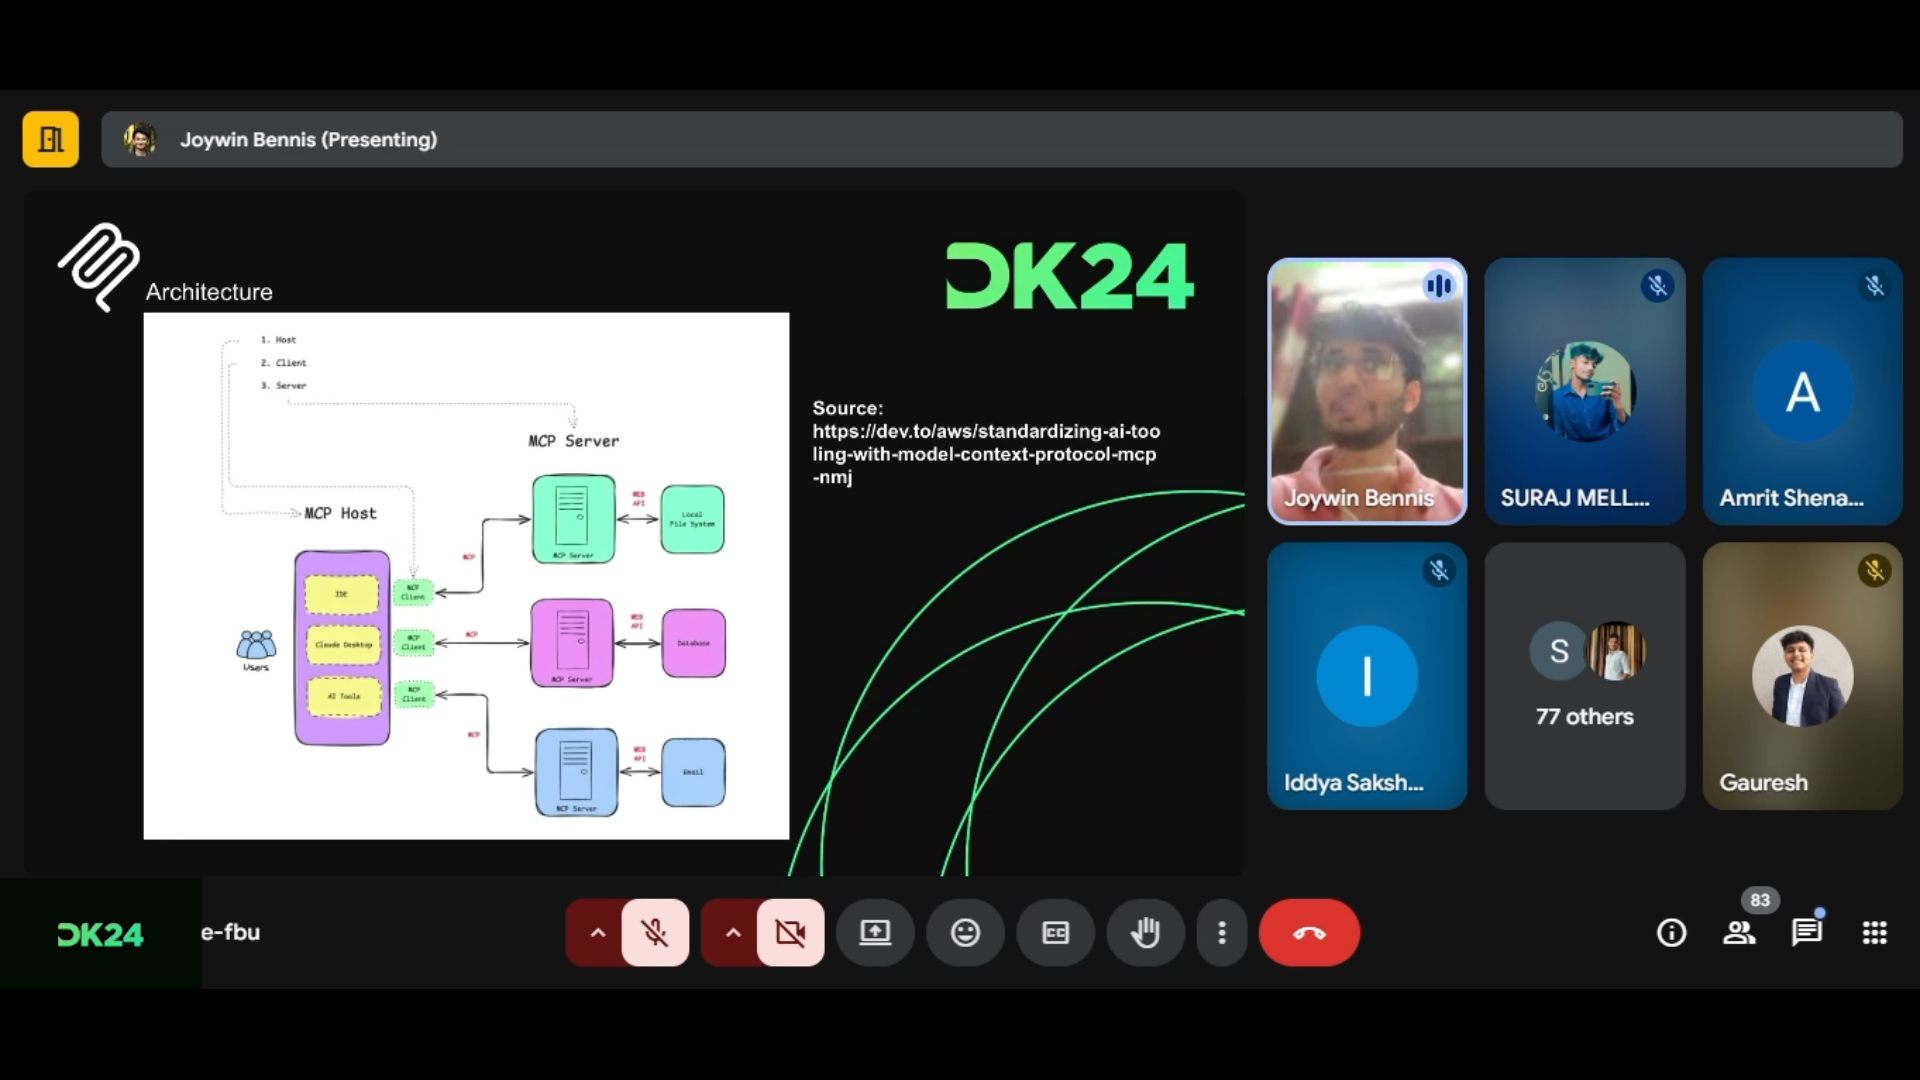 Joywin Bennis (Presenting)
Architecture
DK24
1. Host
2. Client
3. Server
MCP Server
MCP Host
WEB
API
Local
File System
MCP Server
MCP
IDE
MCP
Client
Users
Claude Desktop
MCP
Client
MCP
WEB
API
Database
MCP Server
AI Tools
MCP
Client
MCP
WEB
API
Email
MCP Server
Source:
https://dev.to/aws/standardizing-ai-too
ling-with-model-context-protocol-mcp
-nmj
Joywin Bennis
SURAJ MELL...
A
Amrit Shena...
I
Iddya Saksh...
S
77 others
Gauresh
DK24
e-fbu
CC
83